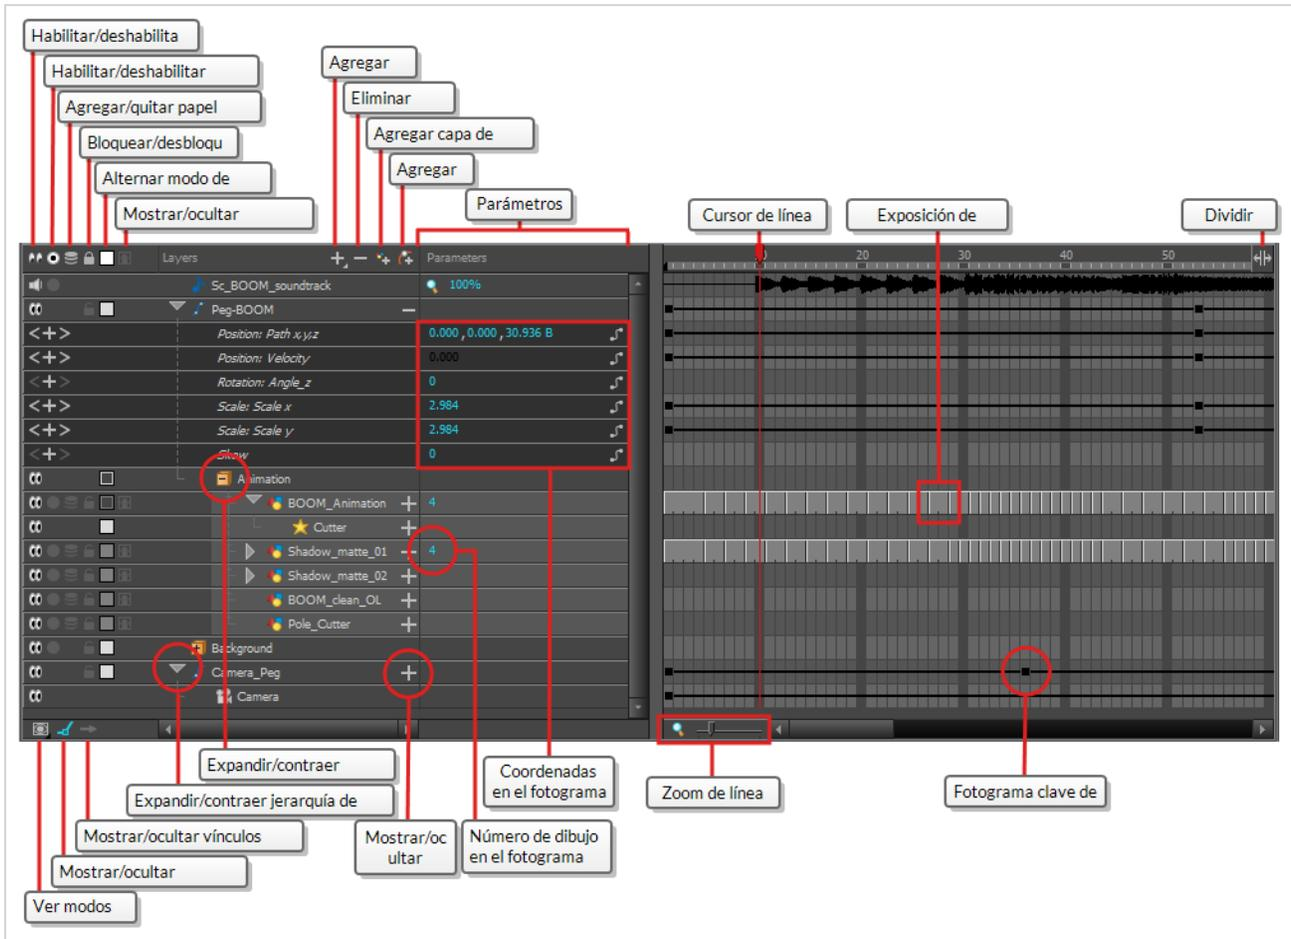 Habilitar/deshabilita
Habilitar/deshabilitar
Agregar/quitar papel
Bloquear/desbloqu
Alternar modo de
Mostrar/ocultar
Agregar
Eliminar
Agregar capa de
Agregar
Parámetros
Cursor de línea
Exposición de
Dividir
Layers
Parameters
20
30
40
50
Sc_BOOM_soundtrack
100%
Peg-BOOM
Position: Path x,y,z
0.000 , 0.000 , 30.936 B
Position: Velocity
0.000
Rotation: Angle_z
0
Scale: Scale x
2.984
Scale: Scale y
2.984
Skew
0
Animation
BOOM_Animation
4
Cutter
Shadow_matte_01
4
Shadow_matte_02
BOOM_clean_OL
Pole_Cutter
Background
Camera_Peg
Camera
Expandir/contraer
Expandir/contraer jerarquía de
Mostrar/ocultar vínculos
Mostrar/ocultar
Ver modos
Mostrar/oc
ultar
Coordenadas
en el fotograma
Número de dibujo
en el fotograma
Zoom de línea
Fotograma clave de